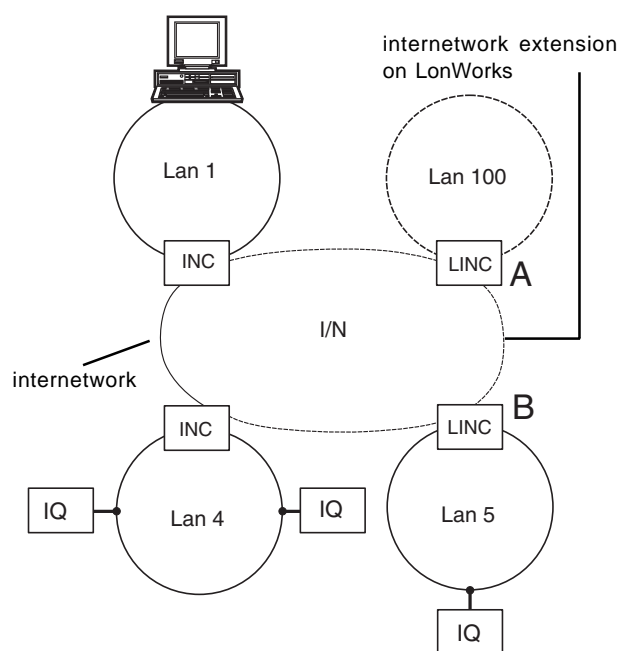 internetwork extension
on LonWorks
Lan 1
Lan 100
INC
LINC
A
I/N
internetwork
B
INC
LINC
IQ
IQ
Lan 4
Lan 5
IQ